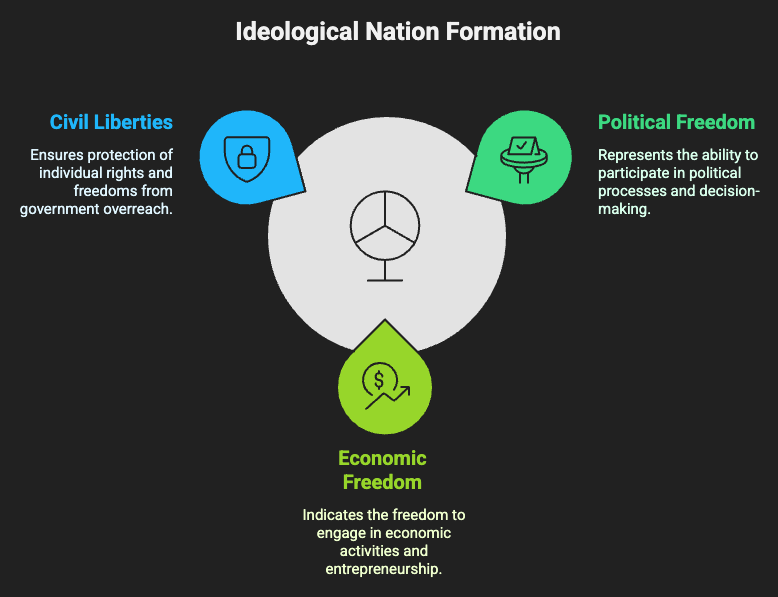 Ideological Nation Formation
Civil Liberties
Ensures protection of
individual rights and
freedoms from
government overreach.
Political Freedom
Represents the ability to
participate in political
processes and decision-
making.
$
Economic
Freedom
Indicates the freedom to
engage in economic
activities and
entrepreneurship.